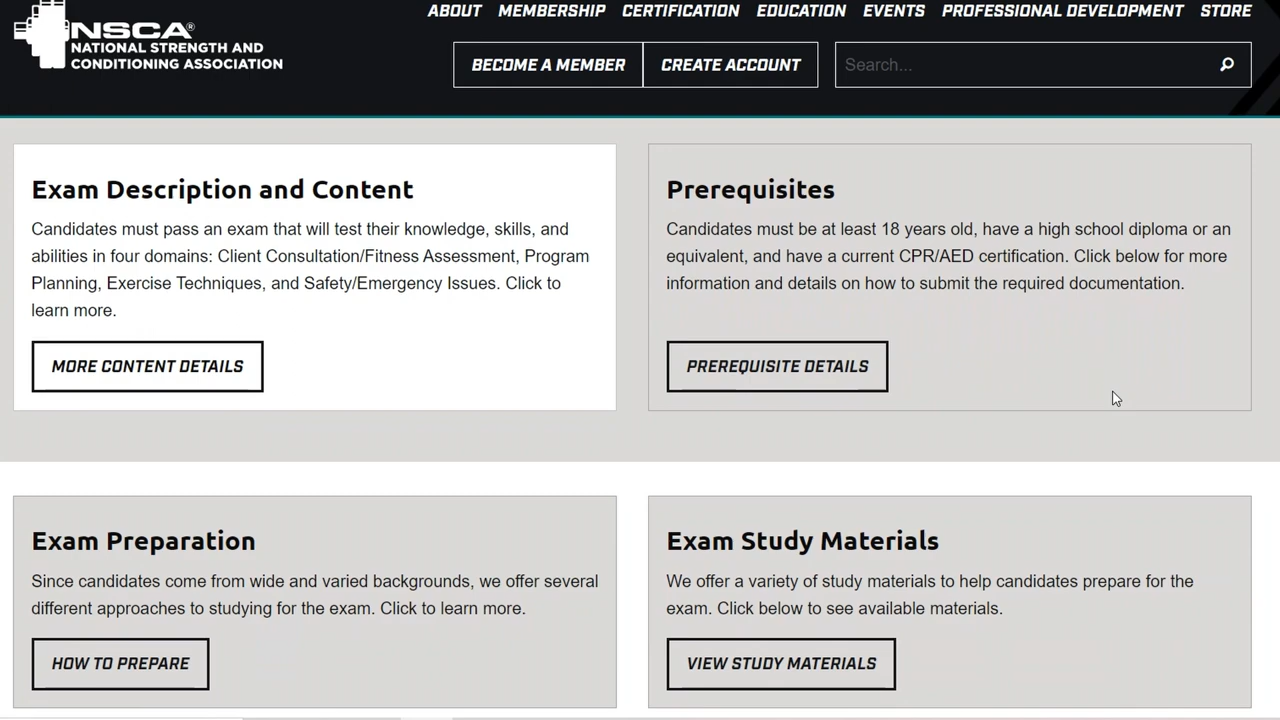 NSCA®
NATIONAL STRENGTH AND
CONDITIONING ASSOCIATION
ABOUT MEMBERSHIP CERTIFICATION EDUCATION EVENTS PROFESSIONAL DEVELOPMENT STORE
BECOME A MEMBER
CREATE ACCOUNT
Search...
Exam Description and Content
Candidates must pass an exam that will test their knowledge, skills, and
abilities in four domains: Client Consultation/Fitness Assessment, Program
Planning, Exercise Techniques, and Safety/Emergency Issues. Click to
learn more.
MORE CONTENT DETAILS
Prerequisites
Candidates must be at least 18 years old, have a high school diploma or an
equivalent, and have a current CPR/AED certification. Click below for more
information and details on how to submit the required documentation.
PREREQUISITE DETAILS
Exam Preparation
Since candidates come from wide and varied backgrounds, we offer several
different approaches to studying for the exam. Click to learn more.
HOW TO PREPARE
Exam Study Materials
We offer a variety of study materials to help candidates prepare for the
exam. Click below to see available materials.
VIEW STUDY MATERIALS